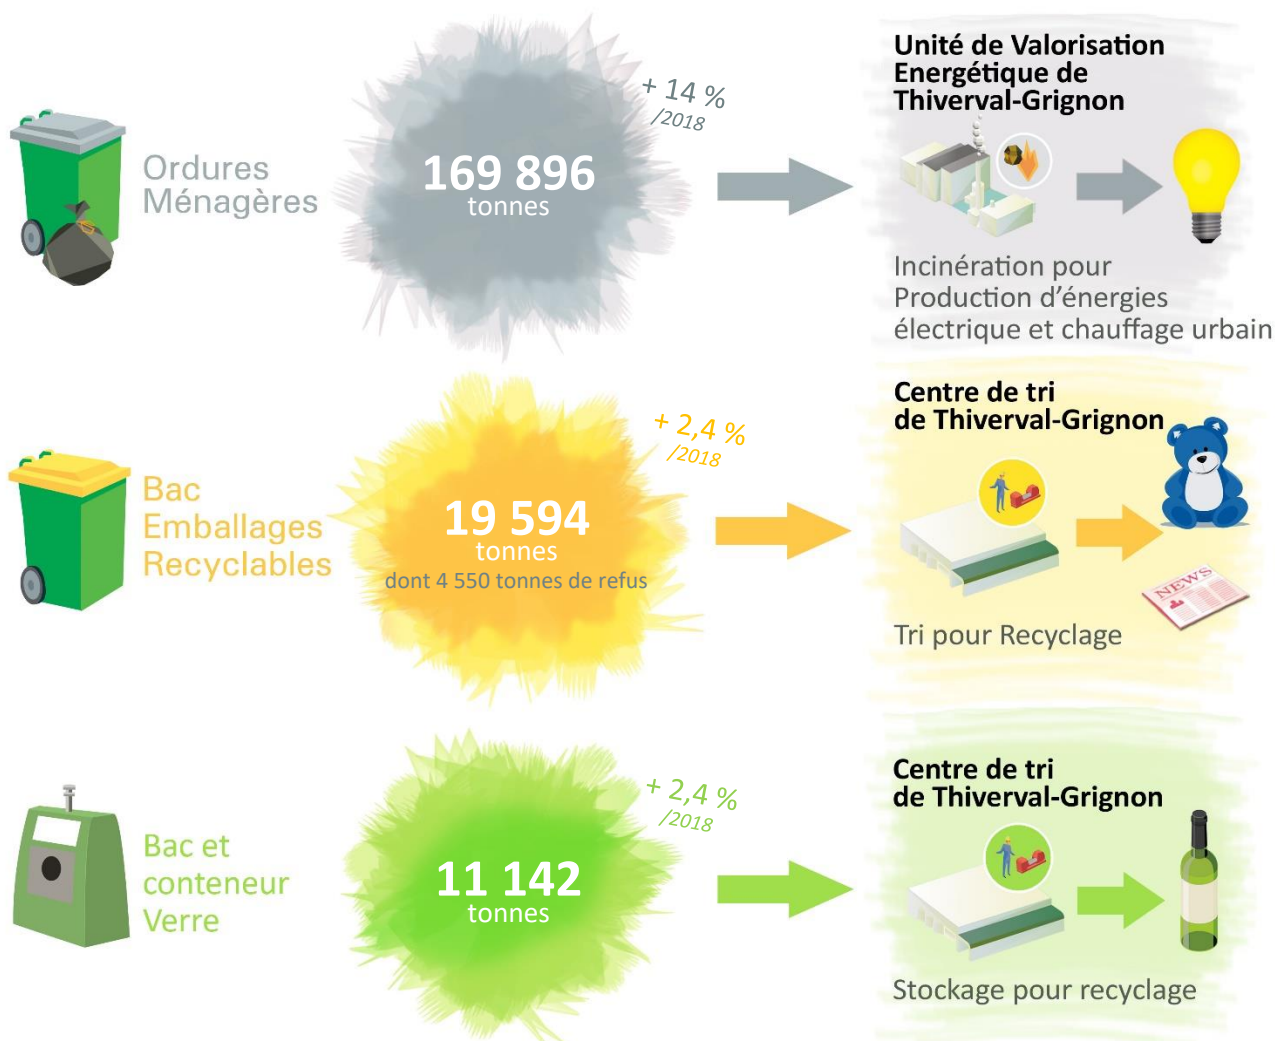 Ordures
Ménagères
169 896
tonnes
+ 14 %
/2018
Unité de Valorisation
Energétique de
Thiverval-Grignon
Incinération pour
Production d’énergies
électrique et chauffage urbain
Bac
Emballages
Recyclables
19 594
tonnes
dont 4 550 tonnes de refus
+ 2,4 %
/2018
Centre de tri
de Thiverval-Grignon
NEWS
Tri pour Recyclage
Bac et
conteneur
Verre
11 142
tonnes
+ 2,4 %
/2018
Centre de tri
de Thiverval-Grignon
Stockage pour recyclage